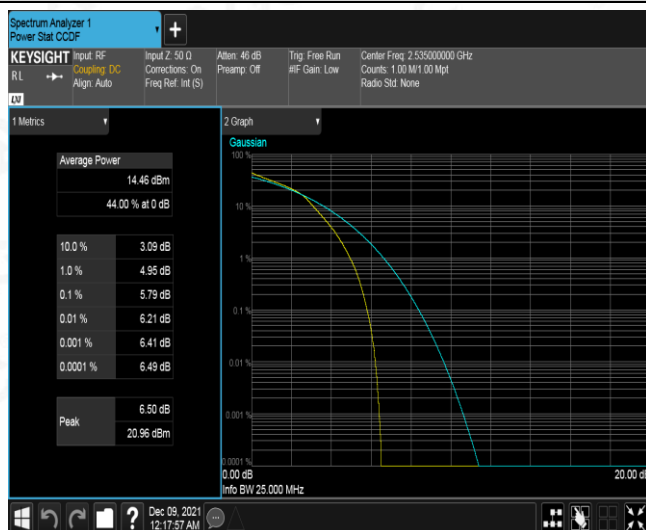 Spectrum Analyzer 1
Power Stat CCDF
+
KEYSIGHT
RL
Input: RF
Coupling: DC
Align: Auto
Input Z: 50 Ω
Corrections: On
Freq Ref: Int (S)
Atten: 46 dB
Preamp: Off
Trig: Free Run
#IF Gain: Low
Center Freq: 2.535000000 GHz
Counts: 1.00 M/1.00 Mpt
Radio Std: None
1 Metrics
Average Power
14.46 dBm
44.00 % at 0 dB
10.0 % 3.09 dB
1.0 % 4.95 dB
0.1 % 5.79 dB
0.01 % 6.21 dB
0.001 % 6.41 dB
0.0001 % 6.49 dB
Peak
6.50 dB
20.96 dBm
2 Graph
Gaussian
100 %
10 %
1 %
0.1 %
0.01 %
0.001 %
0.0001 %
0.00 dB
20.00 dB
Info BW 25.000 MHz
?
Dec 09, 2021
12:17:57 AM